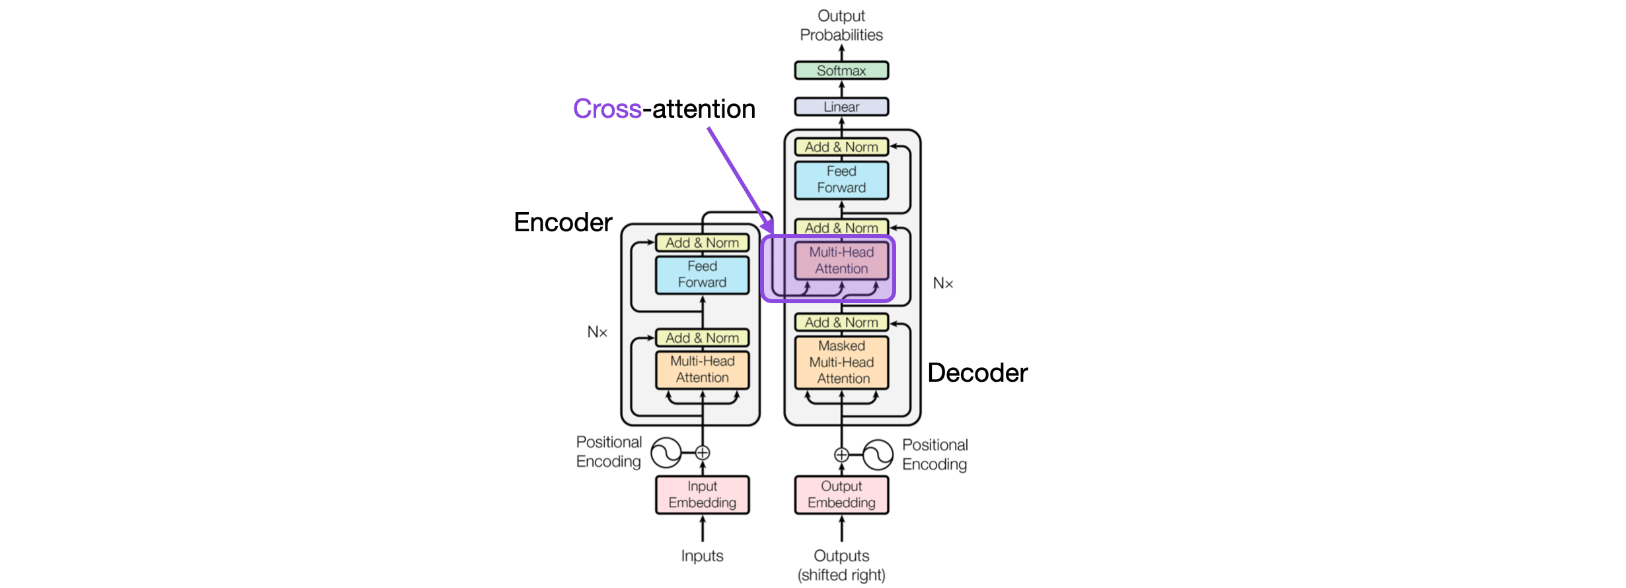 Output
Probabilities
Softmax
Cross-attention
Linear
Add & Norm
Feed
Forward
Add & Norm
Multi-Head
Attention
Nx
Add & Norm
Masked
Multi-Head
Attention
Decoder
Positional
Encoding
Output
Embedding
Outputs
(shifted right)
Encoder
Add & Norm
Feed
Forward
Nx
Add & Norm
Multi-Head
Attention
Positional
Encoding
Input
Embedding
Inputs